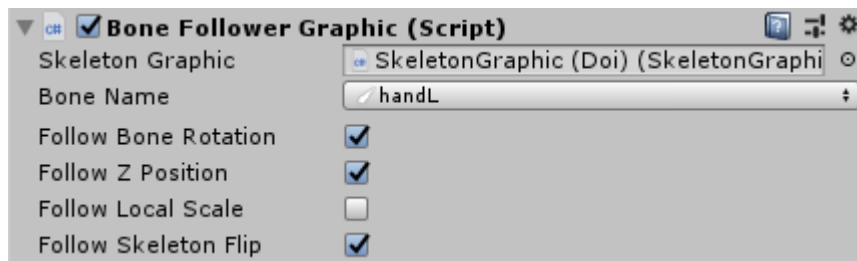 Bone Follower Graphic (Script)
Skeleton Graphic SkeletonGraphic (Doi) (SkeletonGraphi
Bone Name handL
Follow Bone Rotation
Follow Z Position
Follow Local Scale
Follow Skeleton Flip